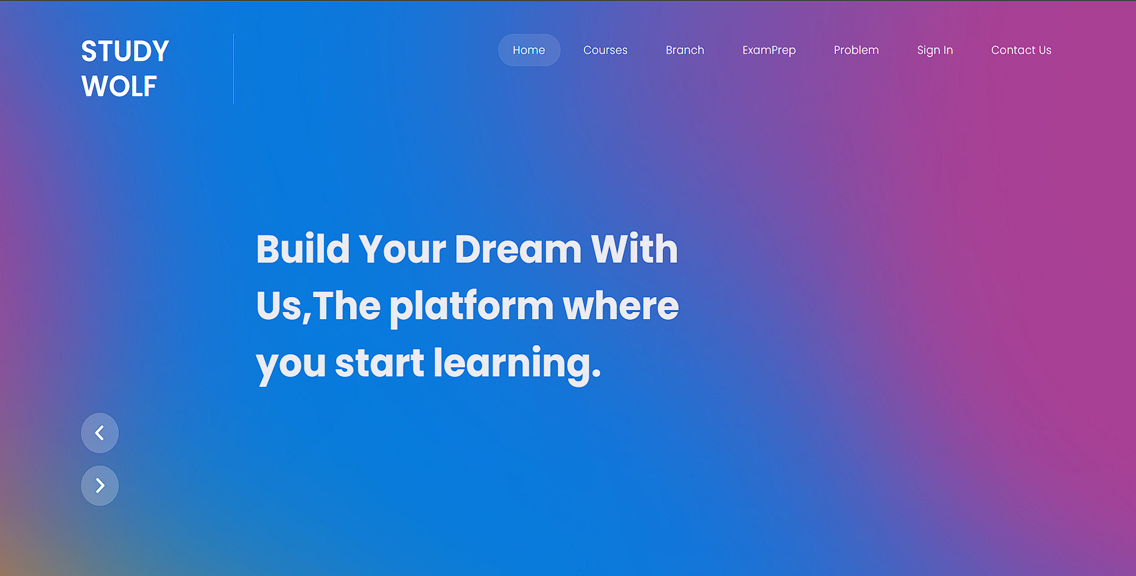 STUDY
WOLF
Home Courses Branch ExamPrep Problem Sign In Contact Us
Build Your Dream With
Us,The platform where
you start learning.